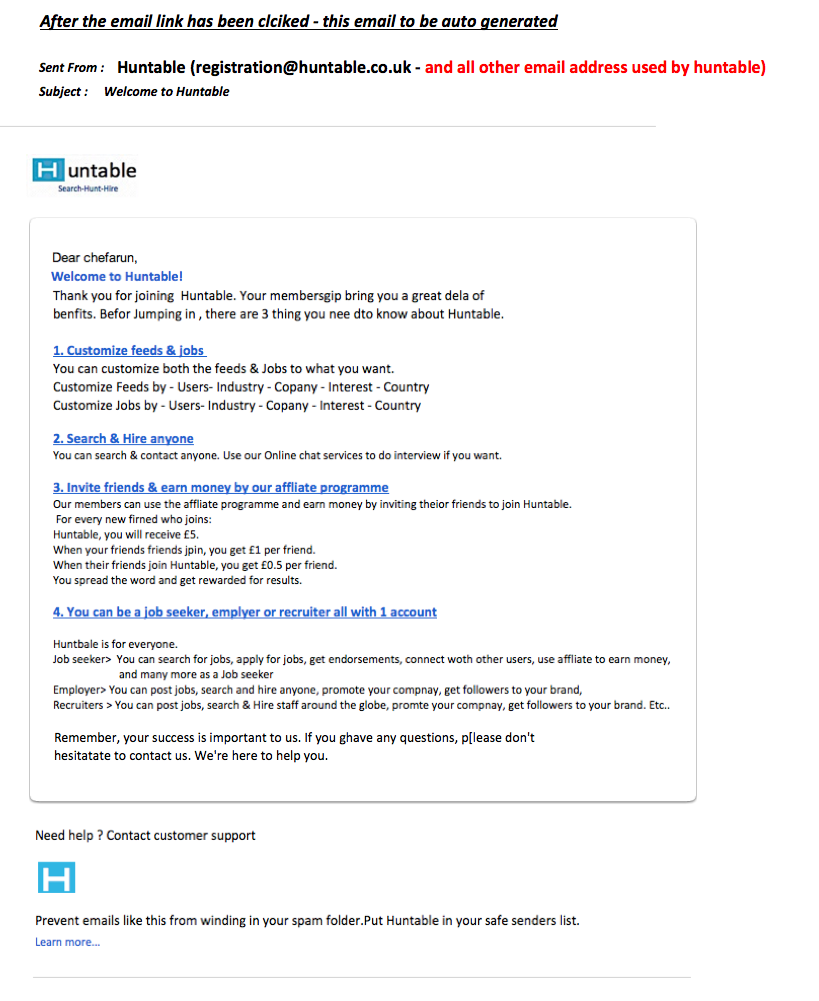 After the email link has been clciked - this email to be auto generated
Sent From : Huntable (registration@huntable.co.uk - and all other email address used by huntable)
Subject : Welcome to Huntable
H untable
Search-Hunt-Hire
Dear chefarun,
Welcome to Huntable!
Thank you for joining Huntable. Your membersgip bring you a great dela of
benfits. Befor Jumping in , there are 3 thing you nee dto know about Huntable.
1. Customize feeds & jobs
You can customize both the feeds & Jobs to what you want.
Customize Feeds by - Users- Industry - Copany - Interest - Country
Customize Jobs by - Users- Industry - Copany - Interest - Country
2. Search & Hire anyone
You can search & contact anyone. Use our Online chat services to do interview if you want.
3. Invite friends & earn money by our affliate programme
Our members can use the affliate programme and earn money by inviting theior friends to join Huntable.
For every new firned who joins:
Huntable, you will receive £5.
When your friends friends jpin, you get £1 per friend.
When their friends join Huntable, you get £0.5 per friend.
You spread the word and get rewarded for results.
4. You can be a job seeker, emplyer or recruiter all with 1 account
Huntbale is for everyone.
Job seeker> You can search for jobs, apply for jobs, get endorsements, connect woth other users, use affliate to earn money,
and many more as a Job seeker
Employer> You can post jobs, search and hire anyone, promote your compnay, get followers to your brand,
Recruiters > You can post jobs, search & Hire staff around the globe, promte your compnay, get followers to your brand. Etc..
Remember, your success is important to us. If you ghave any questions, p[lease don't
hesitatate to contact us. We're here to help you.
Need help ? Contact customer support
H
Prevent emails like this from winding in your spam folder.Put Huntable in your safe senders list.
Learn more...